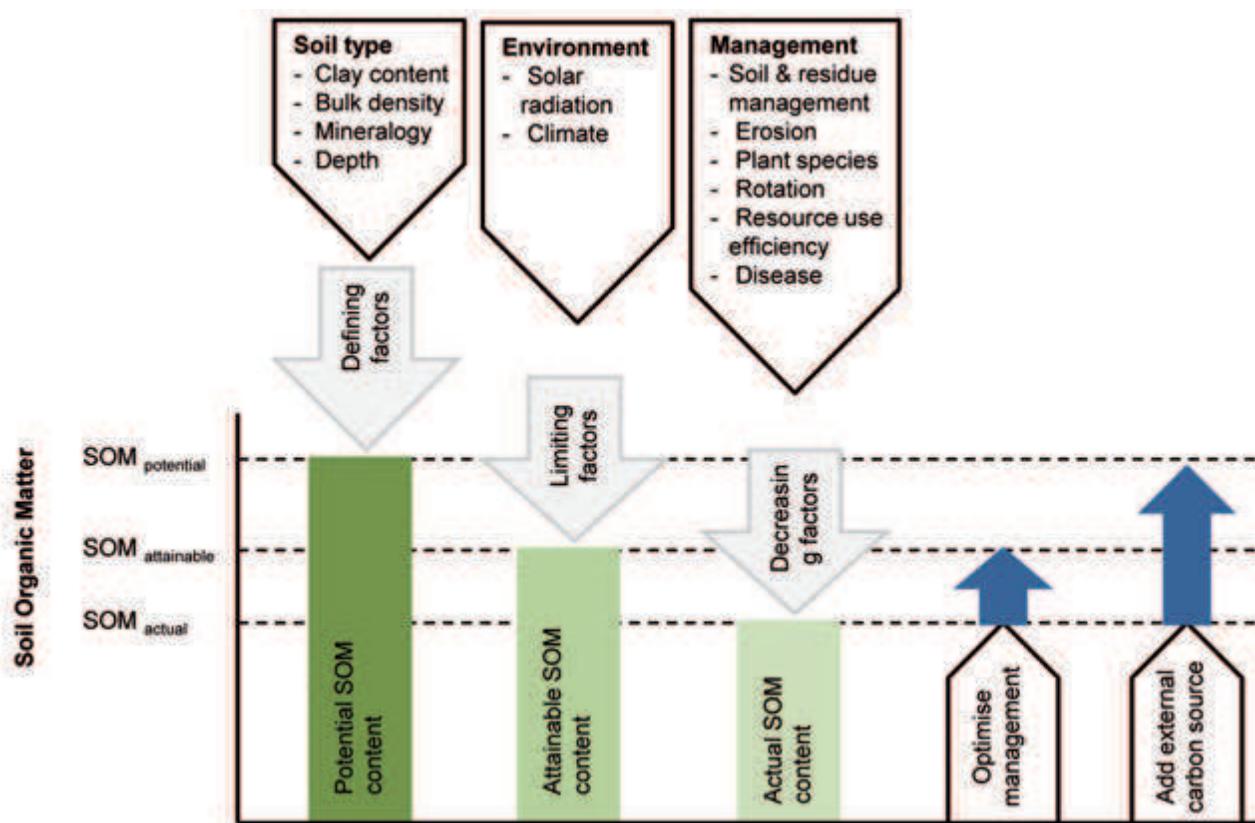 Soil type
- Clay content
- Bulk density
- Mineralogy
- Depth
Environment
- Solar
radiation
- Climate
Management
- Soil & residue
management
- Erosion
- Plant species
- Rotation
- Resource use
efficiency
- Disease
Defining
factors
Limiting
factors
Decreasin
g factors
Soil Organic Matter
SOM potential
SOM attainable
SOM actual
Potential SOM
content
Attainable SOM
content
Actual SOM
content
Optimise
management
Add external
carbon source